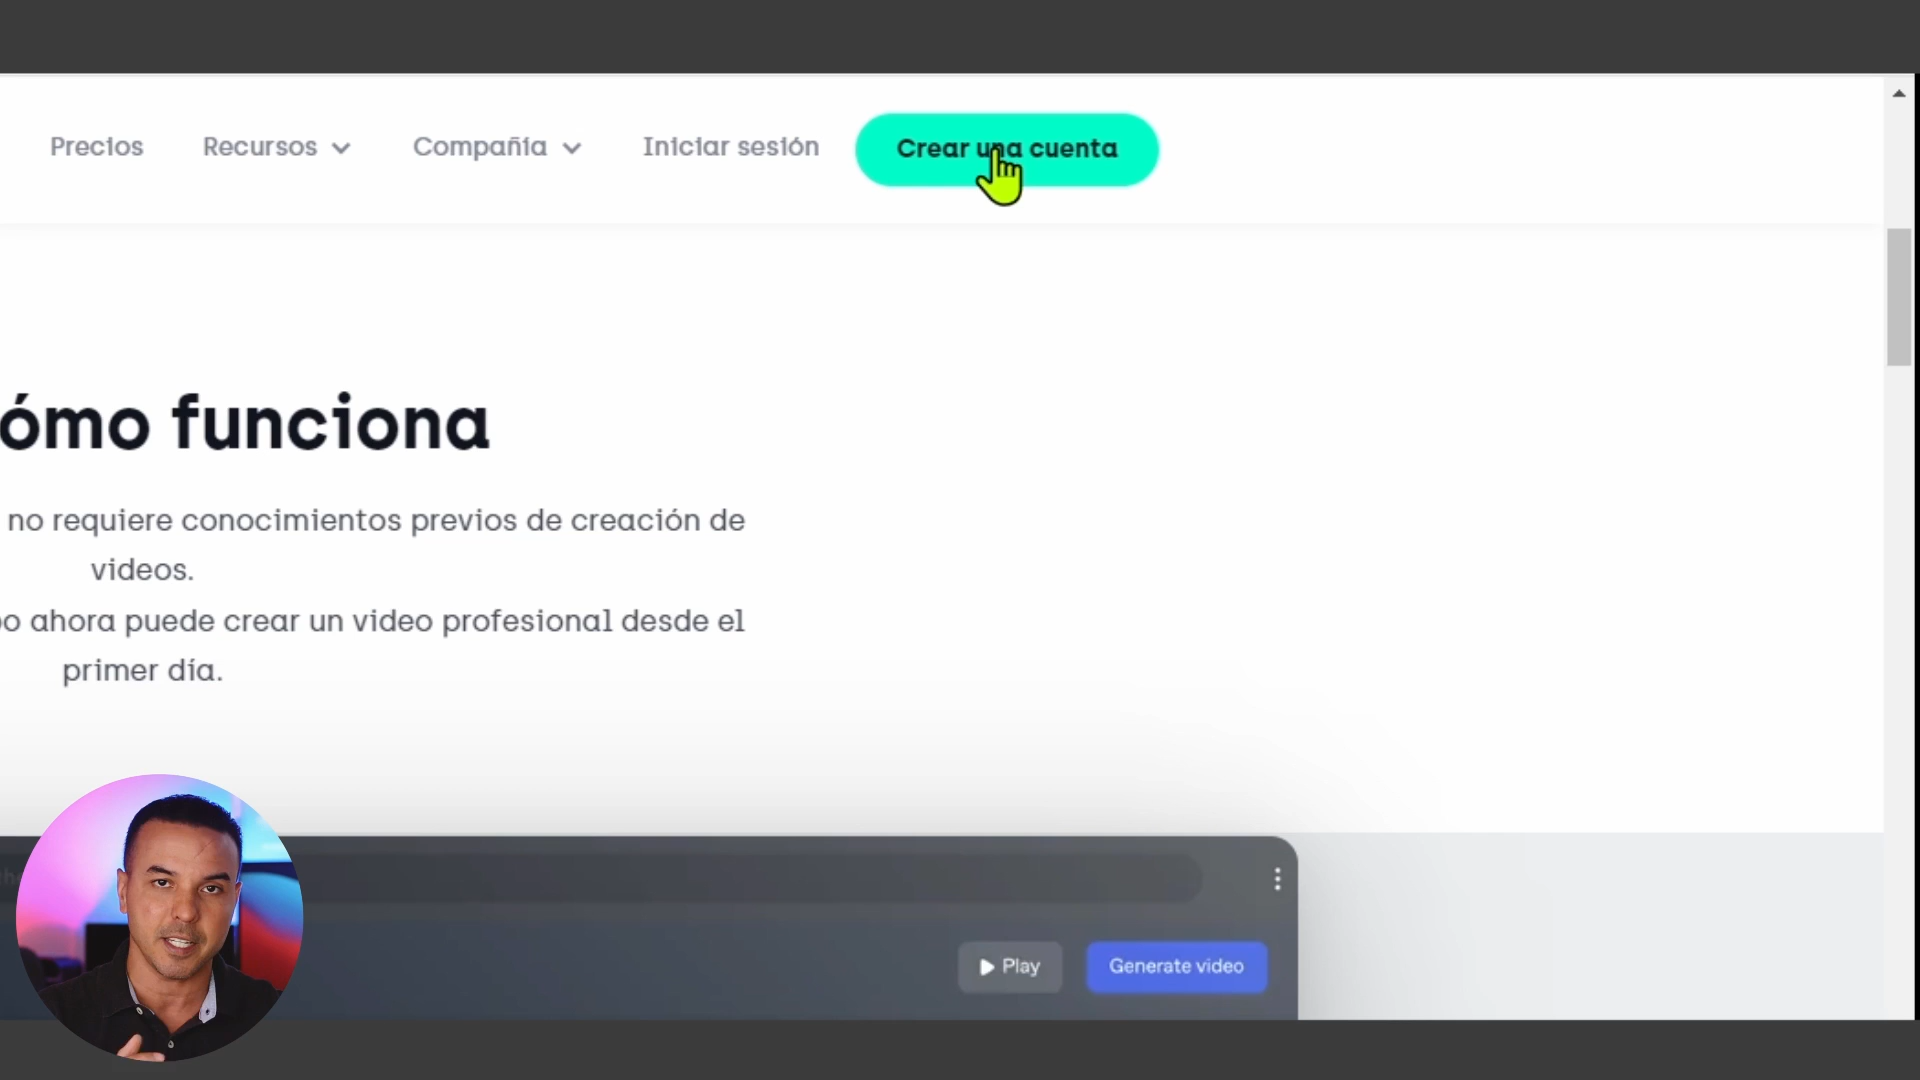 Precios
Recursos
Compañía
Iniciar sesión
Crear una cuenta
ómo funciona
no requiere conocimientos previos de creación de
videos.
o ahora puede crear un video profesional desde el
primer día.
Play
Generate video